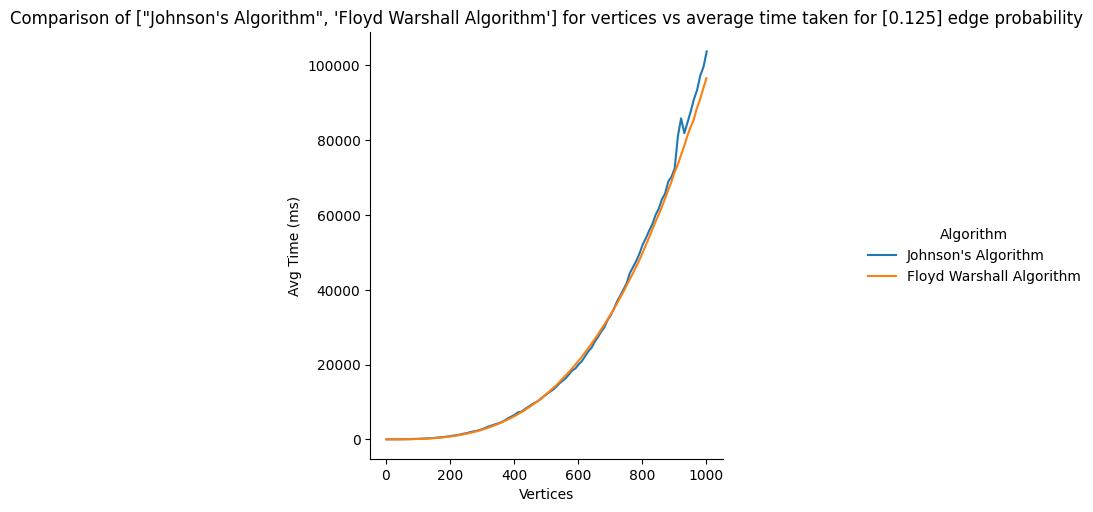 Comparison of ["Johnson's Algorithm", 'Floyd Warshall Algorithm'] for vertices vs average time taken for [0.125] edge probability
100000
80000
60000
40000
20000
0
Avg Time (ms)
0 200 400 600 800 1000
Vertices
Algorithm
Johnson's Algorithm
Floyd Warshall Algorithm